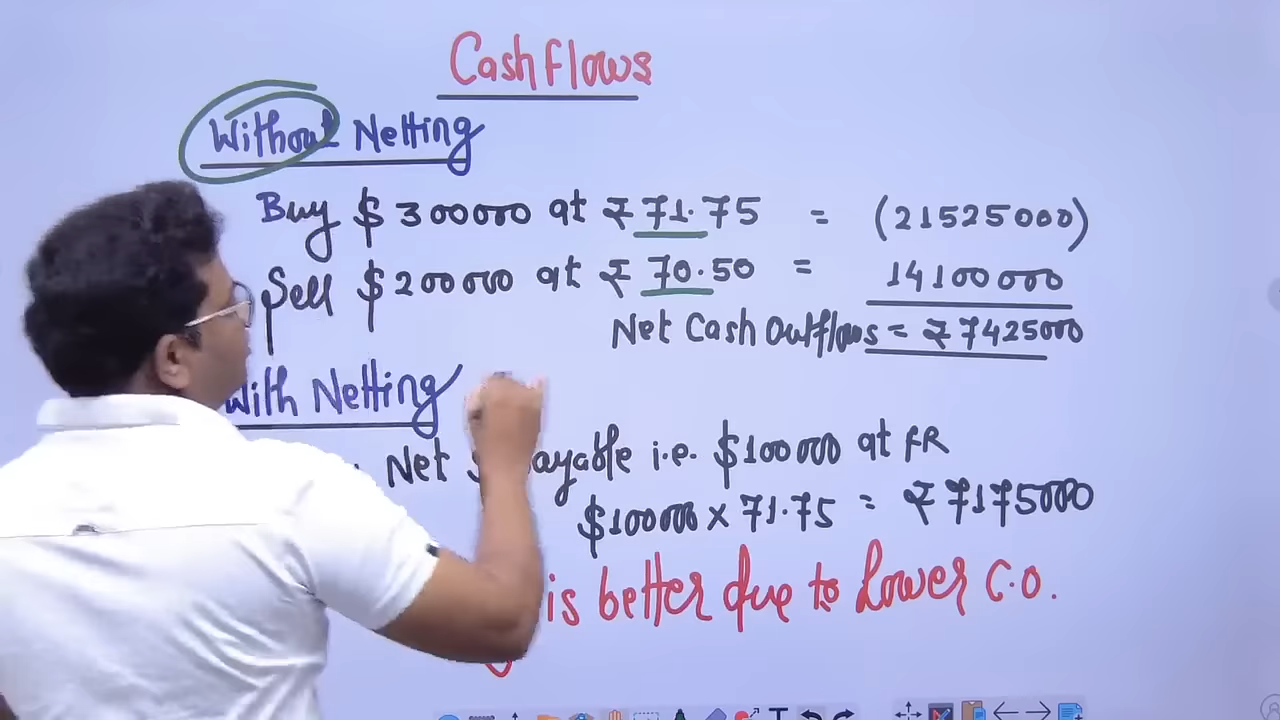 Cash Flows
Without Netting
Buy $ 300000 at ₹ 71.75 = (21525000)
Sell $ 200000 at ₹ 70.50 = 14100000
Net Cash Outflows = ₹ 7425000
With Netting
Net $ payable i.e. $100000 at FR
$100000 x 71.75 = ₹ 7175000
is better due to Lower C.O.